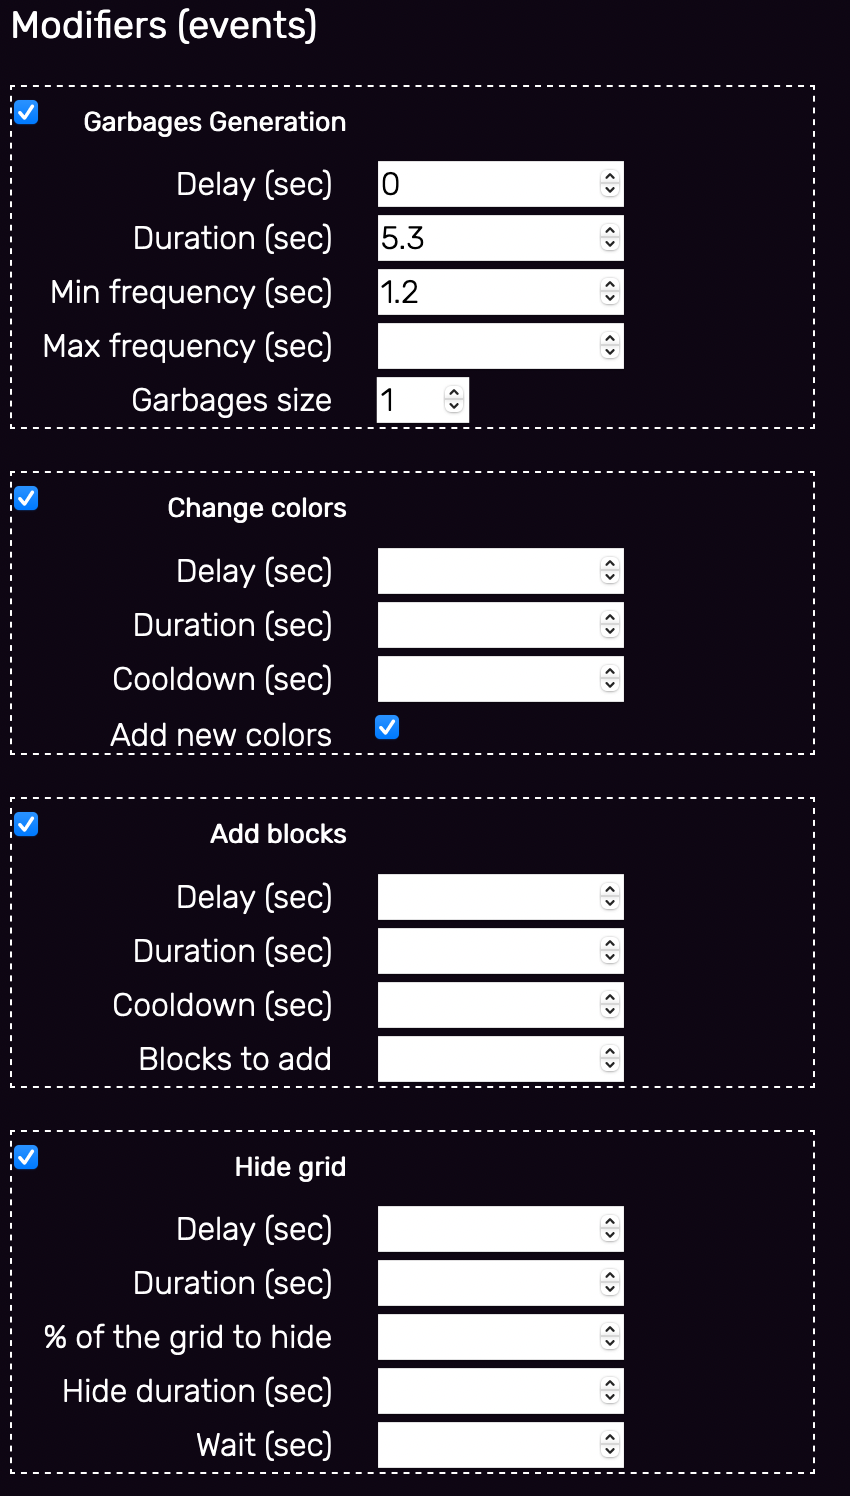 Modifiers (events)
Garbages Generation
Delay (sec) 0
Duration (sec) 5.3
Min frequency (sec) 1.2
Max frequency (sec)
Garbages size 1
Change colors
Delay (sec)
Duration (sec)
Cooldown (sec)
Add new colors
Add blocks
Delay (sec)
Duration (sec)
Cooldown (sec)
Blocks to add
Hide grid
Delay (sec)
Duration (sec)
% of the grid to hide
Hide duration (sec)
Wait (sec)